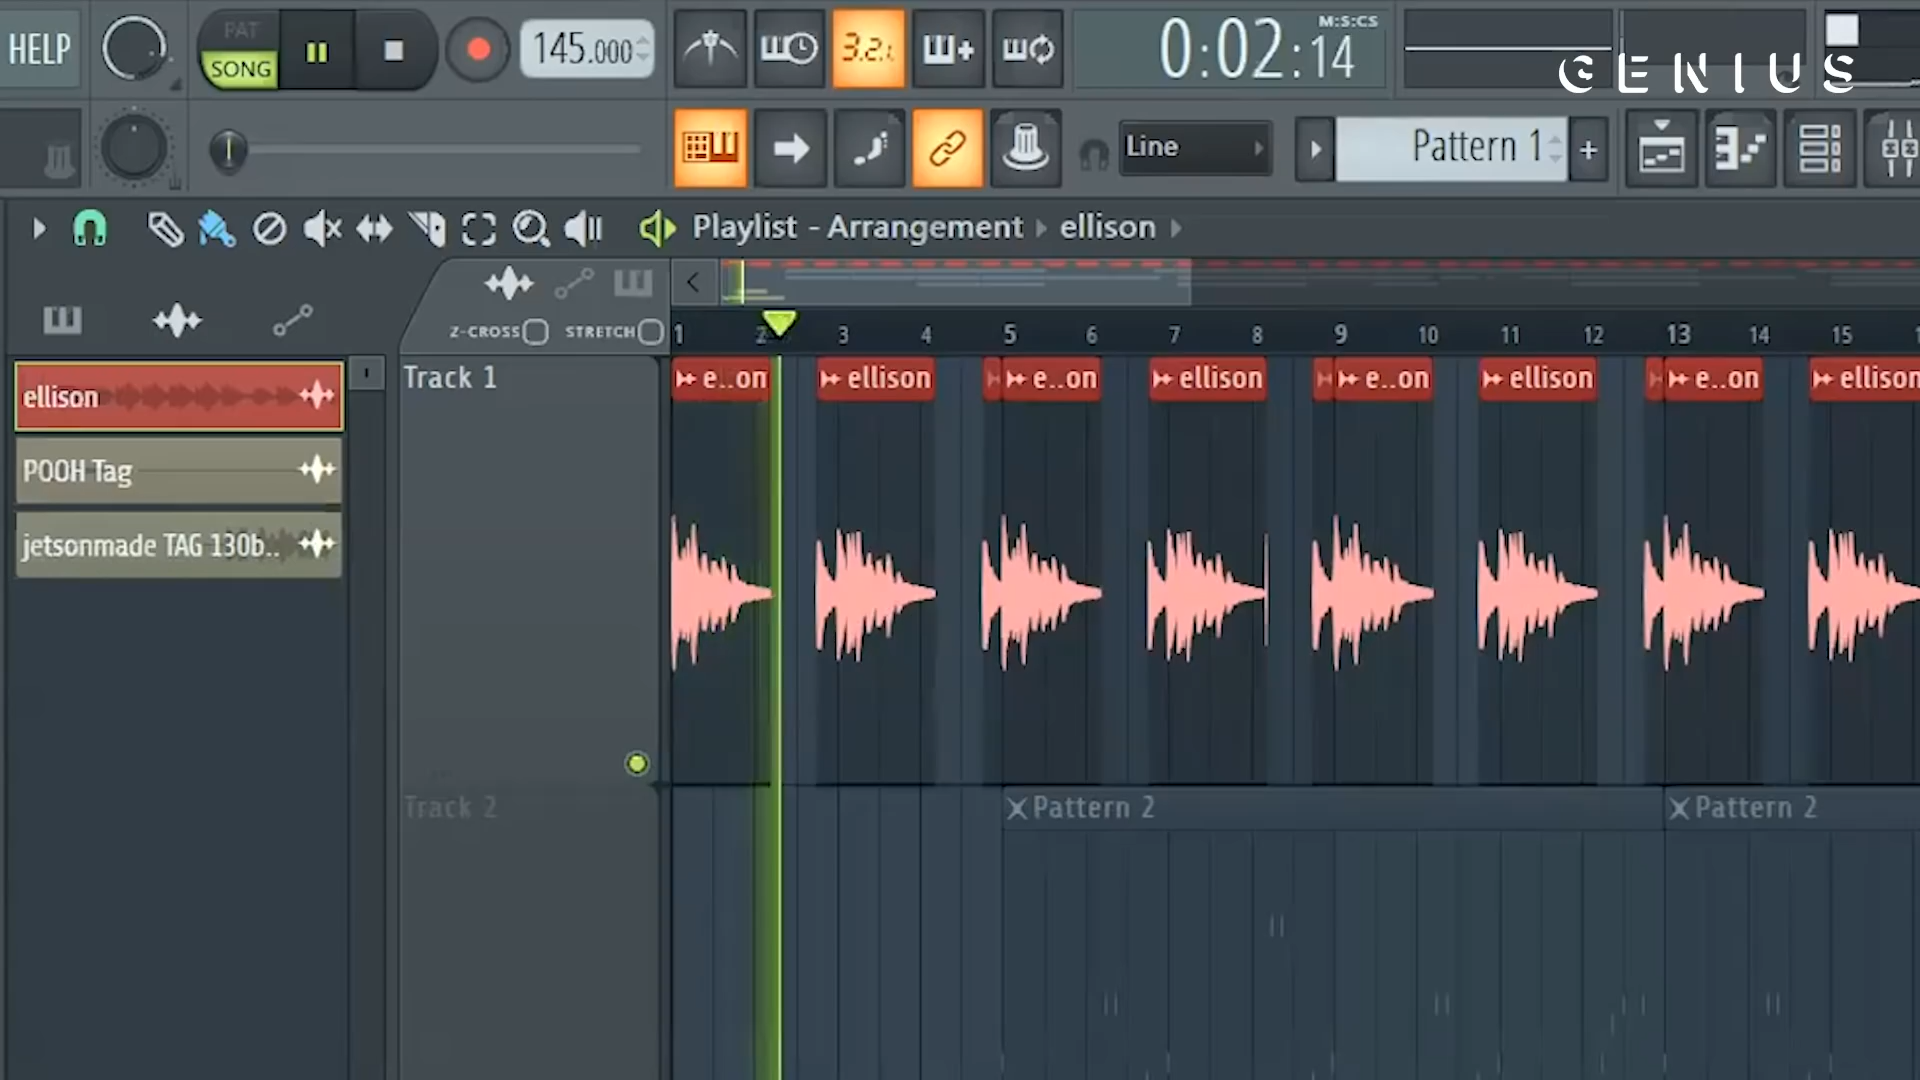 HELP
PAT
SONG
145.000
3.2.
0:02:14
M:S:CS
GENIUS
Line
Pattern 1
+
Playlist - Arrangement ▸ ellison ▸
Z-CROSS
STRETCH
1 2 3 4 5 6 7 8 9 10 11 12 13 14 15
ellison
POOH Tag
jetsonmade TAG 130b..
Track 1
e..on ellison e..on ellison e..on ellison e..on ellison
Track 2
Pattern 2 Pattern 2